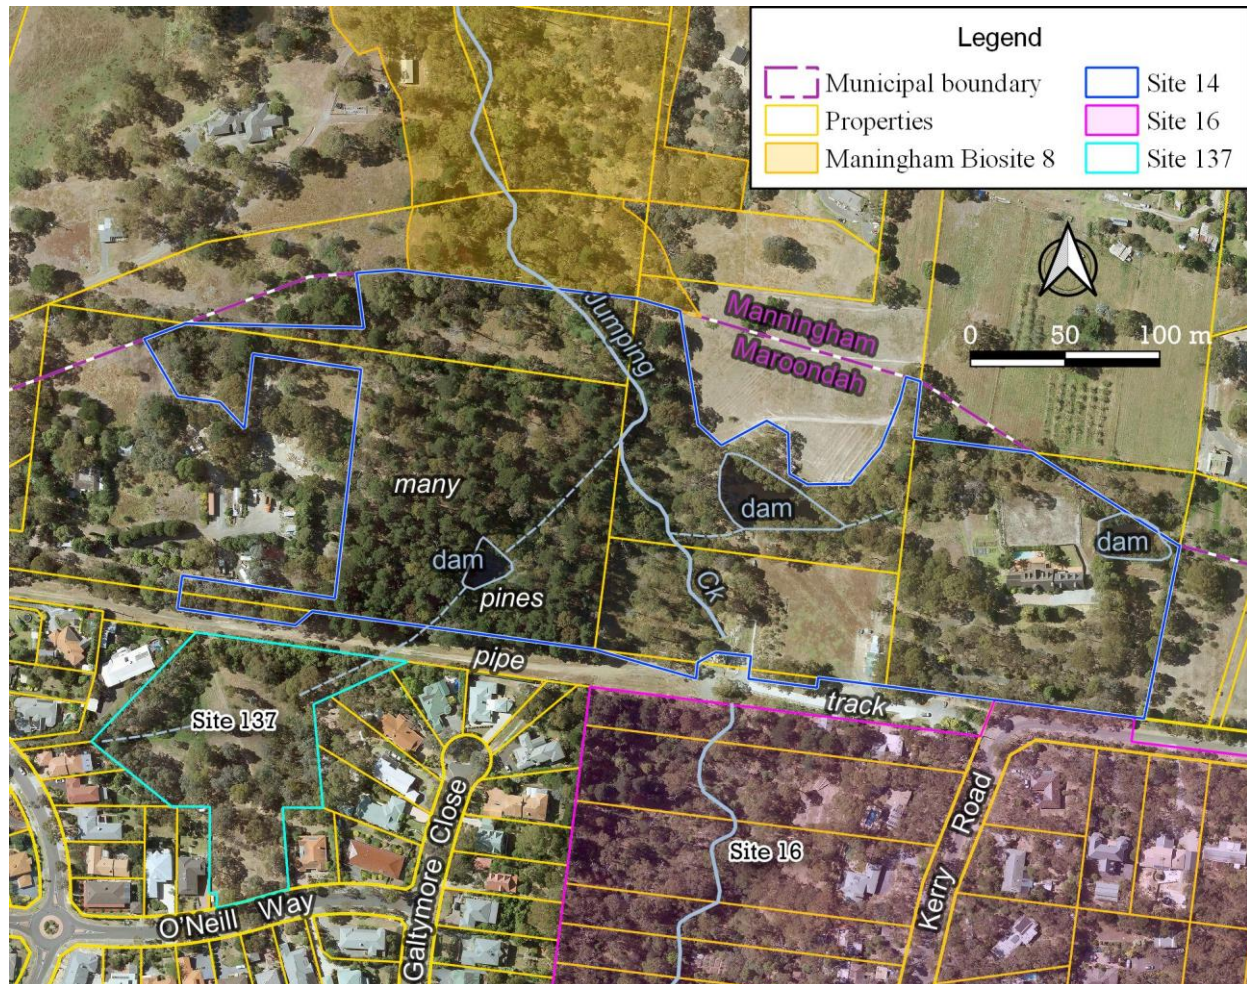 Legend
Municipal boundary
Properties
Maningham Biosite 8
Site 14
Site 16
Site 137
0 50 100 m
Manningham
Maroondah
Jumping
Ck
many
pines
dam
dam
dam
pipe
track
Site 137
Site 16
O'Neill Way
Galtymore Close
Kerry Road